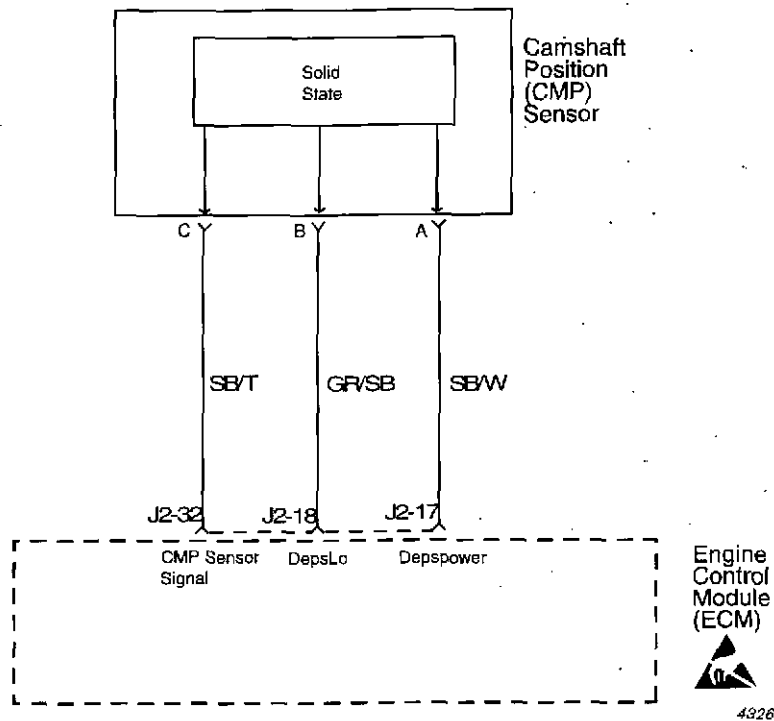 Solid
State
Camshaft
Position
(CMP)
Sensor
C
B
A
SB/T
GR/SB
SB/W
J2-32
J2-18
J2-17
CMP Sensor
Signal
DepsLo
Depspower
Engine
Control
Module
(ECM)
4326